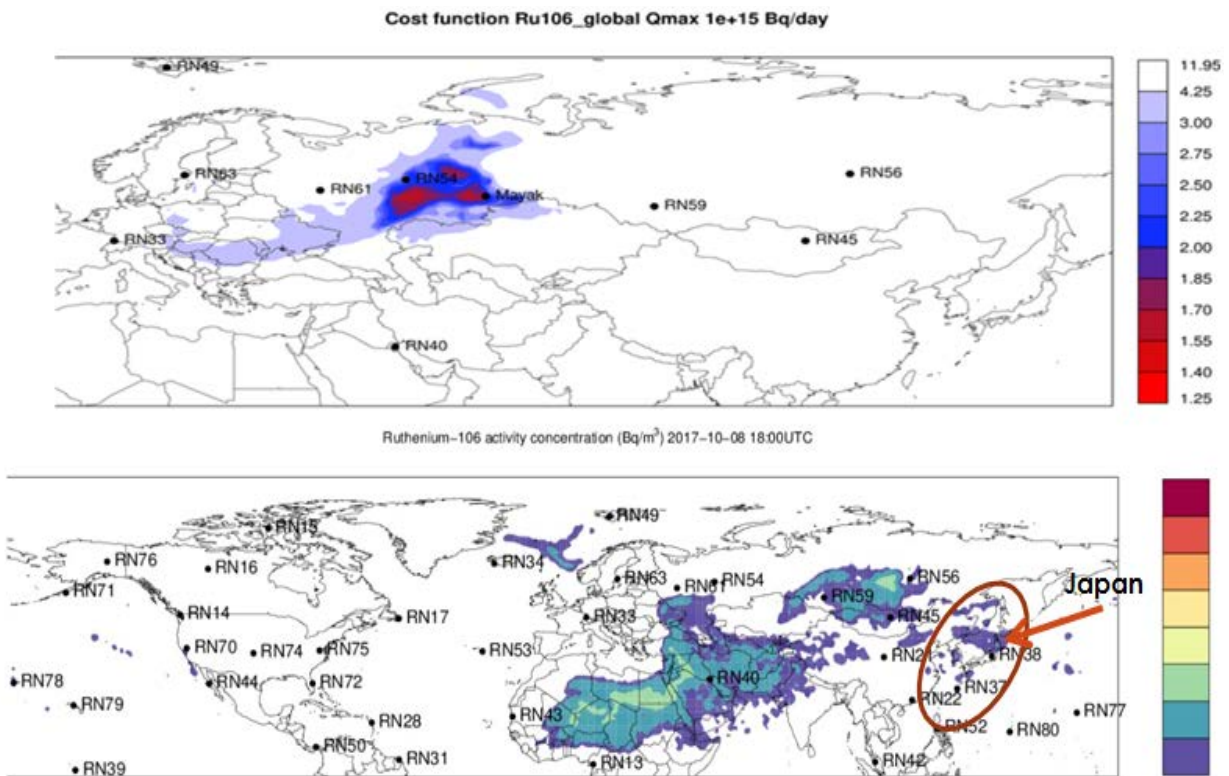 Cost function Ru106_global Qmax 1e+15 Bq/day
RN49
RN63
RN61
RN54
Mayak
RN56
RN59
RN33
RN45
RN40
11.95
4.25
3.00
2.75
2.50
2.25
2.00
1.85
1.70
1.55
1.40
1.25
Ruthenium−106 activity concentration (Bq/m³) 2017−10−08 18:00UTC
RN15
RN49
RN76
RN16
RN34
RN63
RN54
RN56
RN71
RN61
RN59
Japan
RN14
RN17
RN33
RN45
RN70
RN74
RN75
RN53
RN38
RN78
RN44
RN72
RN40
RN37
RN79
RN43
RN22
RN77
RN28
RN52
RN80
RN50
RN31
RN39
RN13
RN42